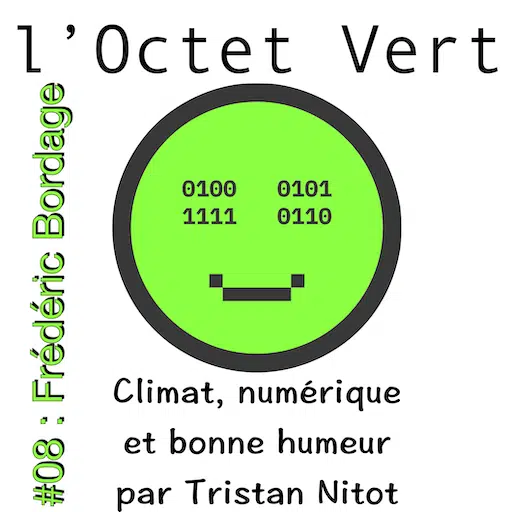 l'Octet Vert
#08 : Frédéric Bordage
0100 0101
1111 0110
Climat, numérique
et bonne humeur
par Tristan Nitot